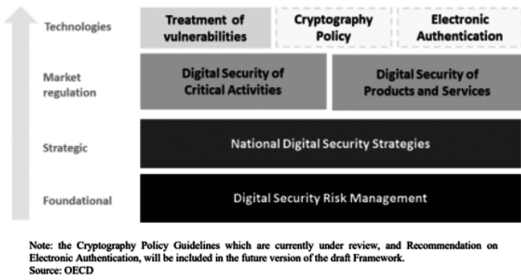 Technologies
Treatment of
vulnerabilities
Cryptography
Policy
Electronic
Authentication
Market
regulation
Digital Security of
Critical Activities
Digital Security of
Products and Services
Strategic
National Digital Security Strategies
Foundational
Digital Security Risk Management
Note: the Cryptography Policy Guidelines which are currently under review, and Recommendation on
Electronic Authentication, will be included in the future version of the draft Framework.
Source: OECD